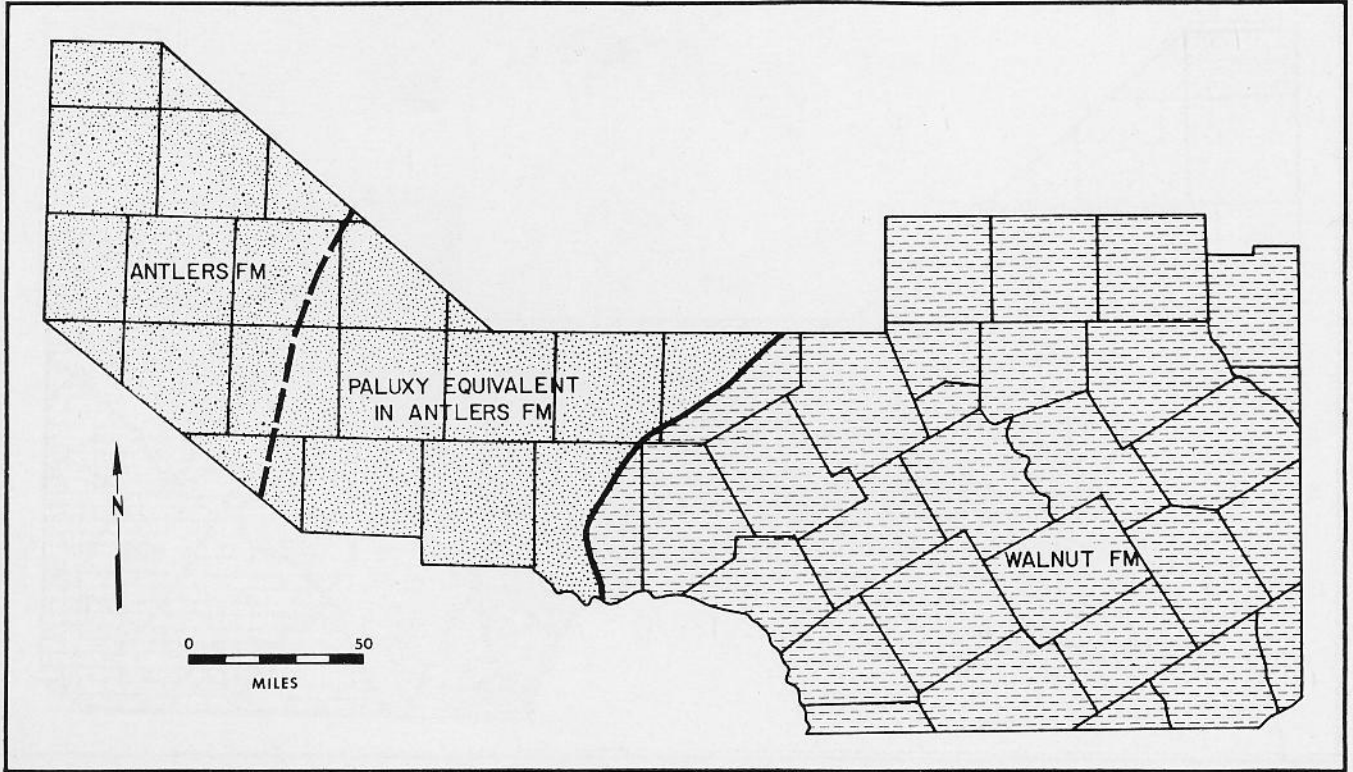 ANTLERS FM
PALUXY EQUIVALENT
IN ANTLERS FM
N
WALNUT FM
0 50
MILES